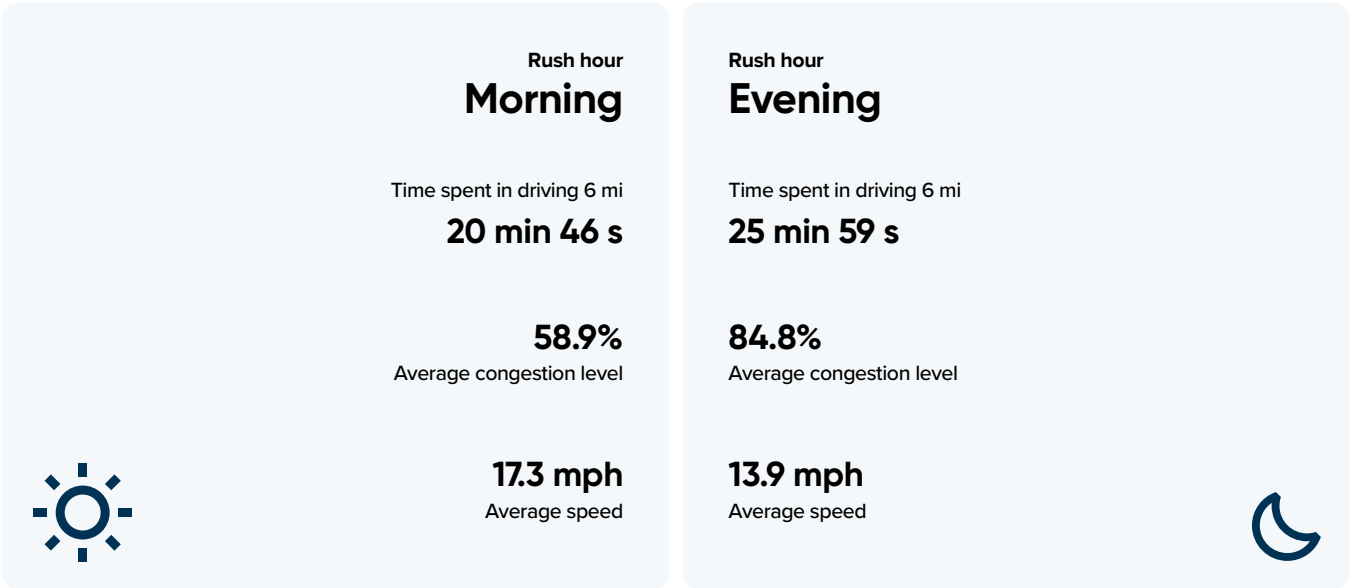 Rush hour
Morning
Time spent in driving 6 mi
20 min 46 s
58.9%
Average congestion level
17.3 mph
Average speed
Rush hour
Evening
Time spent in driving 6 mi
25 min 59 s
84.8%
Average congestion level
13.9 mph
Average speed